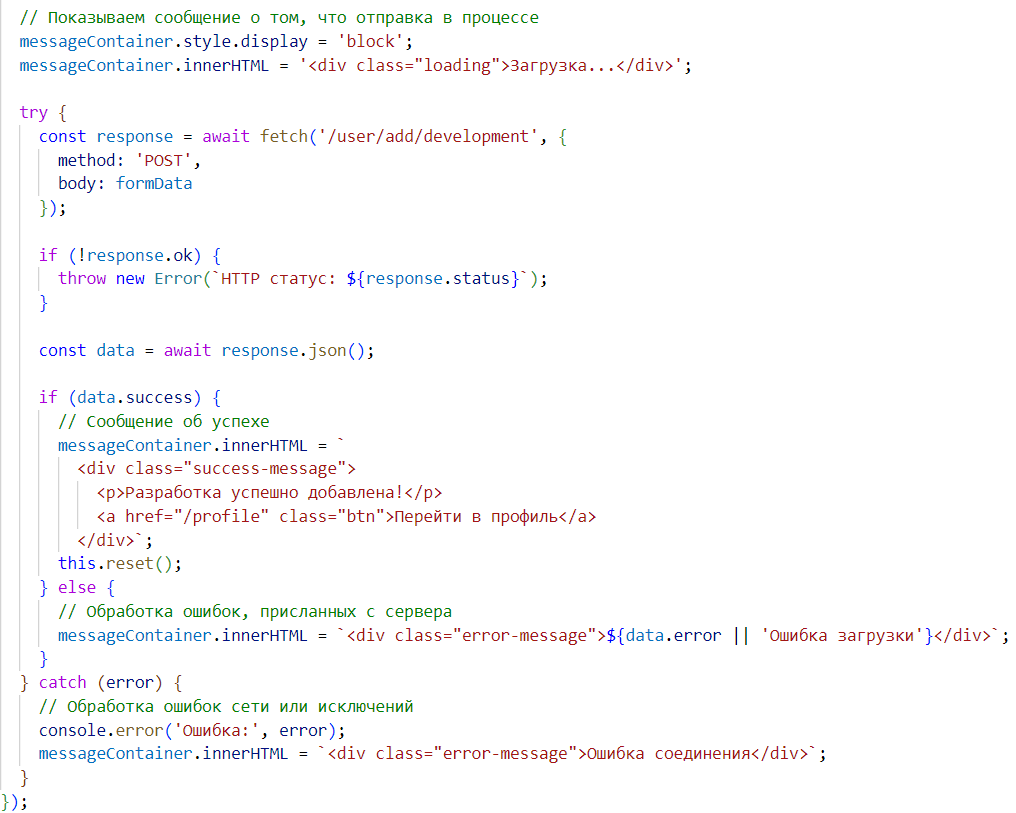 // Показываем сообщение о том, что отправка в процессе
messageContainer.style.display = 'block';
messageContainer.innerHTML = '<div class="loading">Загрузка...</div>';
try {
const response = await fetch('/user/add/development', {
method: 'POST',
body: formData
});
if (!response.ok) {
throw new Error(`HTTP статус: ${response.status}`);
}
const data = await response.json();
if (data.success) {
// Сообщение об успехе
messageContainer.innerHTML = `
<div class="success-message">
<p>Разработка успешно добавлена!</p>
<a href="/profile" class="btn">Перейти в профиль</a>
</div>`;
this.reset();
} else {
// Обработка ошибок, присланных с сервера
messageContainer.innerHTML = `<div class="error-message">${data.error || 'Ошибка загрузки'}</div>`;
}
} catch (error) {
// Обработка ошибок сети или исключений
console.error('Ошибка:', error);
messageContainer.innerHTML = `<div class="error-message">Ошибка соединения</div>`;
}
});